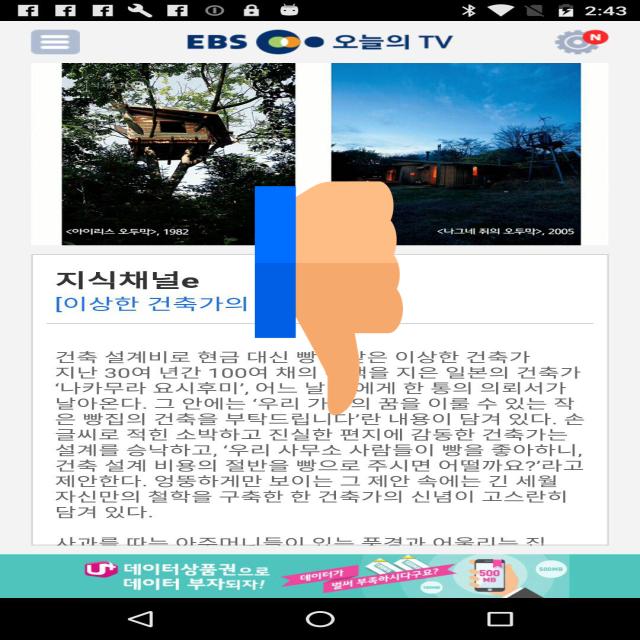 2:43
EBS 오늘의 TV
N
<아이리스 오두막>, 1982
<나그네 쥐의 오두막>, 2005
지식채널e
[이상한 건축가의
건축 설계비로 현금 대신 빵 은 이상한 건축가
지난 30여 년간 100여 채의 을 지은 일본의 건축가
‘나카무라 요시후미’, 어느 날 에게 한 통의 의뢰서가
날아온다. 그 안에는 ‘우리 가 의 꿈을 이룰 수 있는 작
은 빵집의 건축을 부탁드립니다’란 내용이 담겨 있다. 손
글씨로 적힌 소박하고 진실한 편지에 감동한 건축가는
설계를 승낙하고, ‘우리 사무소 사람들이 빵을 좋아하니,
건축 설계 비용의 절반을 빵으로 주시면 어떨까요?’라고
제안한다. 엉뚱하게만 보이는 그 제안 속에는 긴 세월
자신만의 철학을 구축한 한 건축가의 신념이 고스란히
담겨 있다.
사과를 따는 아주머니들이 있는 풍경과 어울리는 집
U+ 데이터상품권으로
데이터 부자되자!
데이터가
벌써 부족하시다구요?
500
MB
500MB